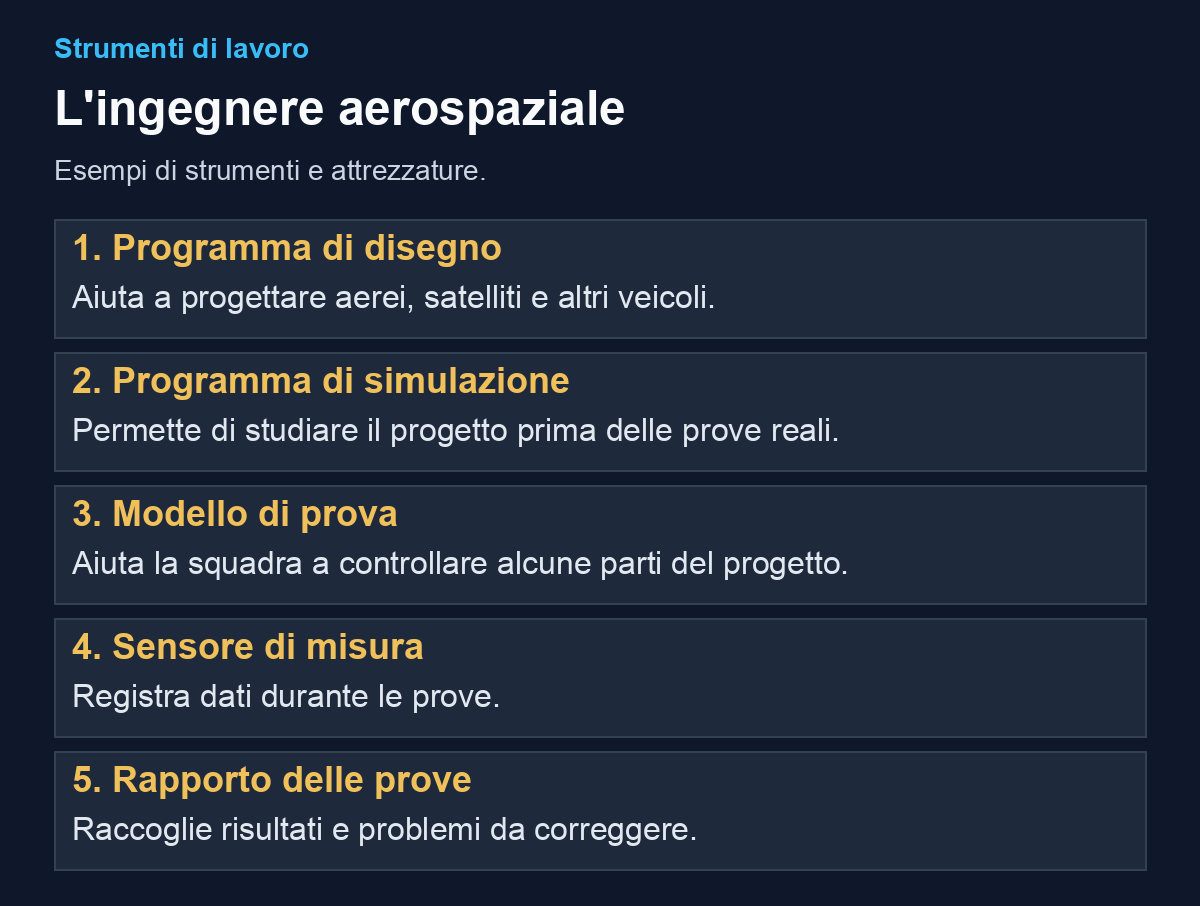 Strumenti di lavoro
L'ingegnere aerospaziale
Esempi di strumenti e attrezzature.
1. Programma di disegno
Aiuta a progettare aerei, satelliti e altri veicoli.
2. Programma di simulazione
Permette di studiare il progetto prima delle prove reali.
3. Modello di prova
Aiuta la squadra a controllare alcune parti del progetto.
4. Sensore di misura
Registra dati durante le prove.
5. Rapporto delle prove
Raccoglie risultati e problemi da correggere.